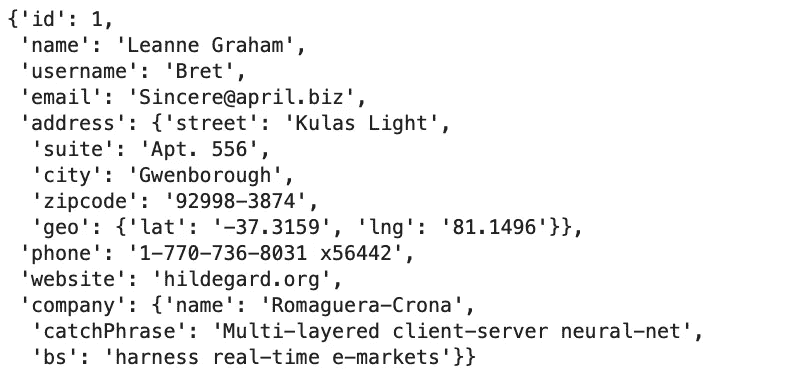 {'id': 1,
 'name': 'Leanne Graham',
 'username': 'Bret',
 'email': 'Sincere@april.biz',
 'address': {'street': 'Kulas Light',
  'suite': 'Apt. 556',
  'city': 'Gwenborough',
  'zipcode': '92998-3874',
  'geo': {'lat': '-37.3159', 'lng': '81.1496'}},
 'phone': '1-770-736-8031 x56442',
 'website': 'hildegard.org',
 'company': {'name': 'Romaguera-Crona',
  'catchPhrase': 'Multi-layered client-server neural-net',
  'bs': 'harness real-time e-markets'}}